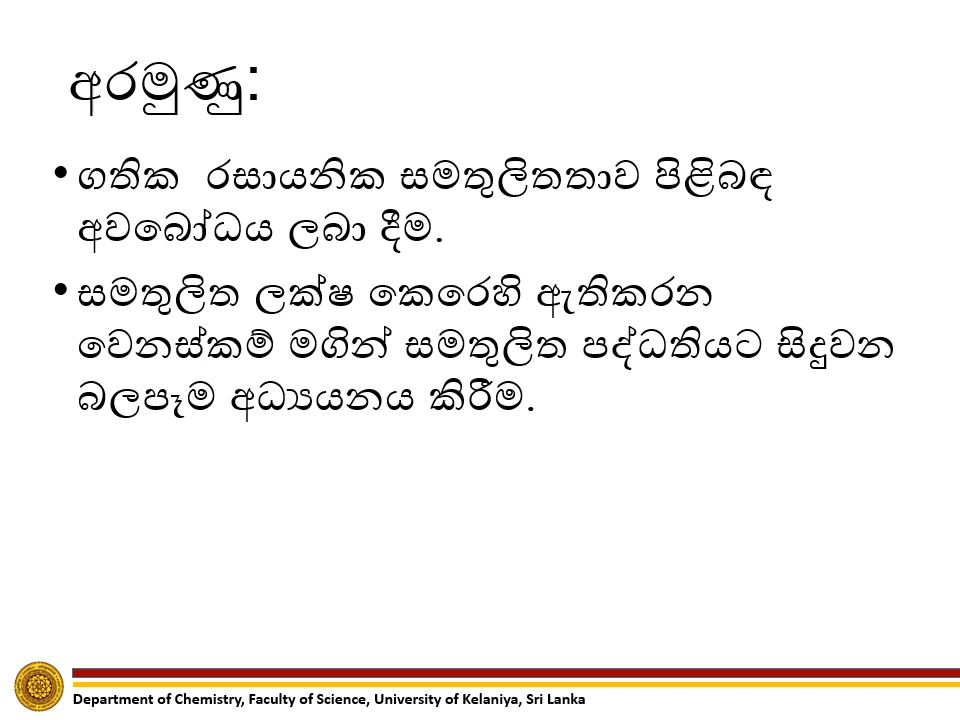 අරමුණු:
• ගතික රසායනික සමතුලිතතාව පිළිබඳ
අවබෝධය ලබා දීම.
• සමතුලිත ලක්ෂ කෙරෙහි ඇතිකරන
වෙනස්කම් මගින් සමතුලිත පද්ධතියට සිදුවන
බලපෑම අධ්‍යයනය කිරීම.
Department of Chemistry, Faculty of Science, University of Kelaniya, Sri Lanka